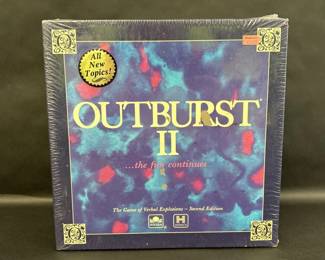 All
New
Topics!
OUTBURST
II
...the fun continues
The Game of Verbal Explosions – Second Edition